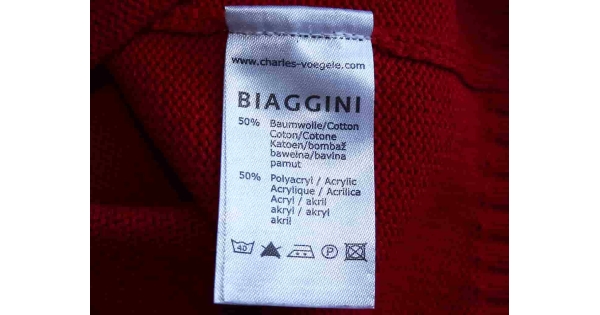 www.charles-voegele.com
BIAGGINI
50% Baumwolle/Cotton
Coton/Cotone
Katoen/bombaž
bawełna/bavlna
pamut
50% Polyacryl / Acrylic
Acrylique / Acrilica
Acryl / akril
akryl / akryl
akril
40 P